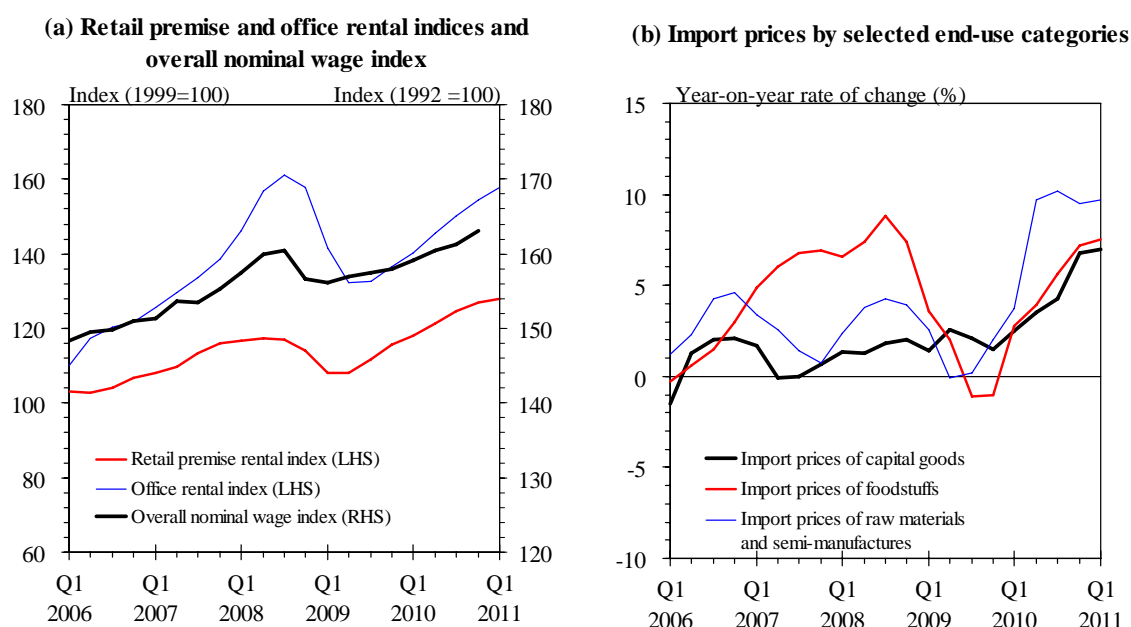 (a) Retail premise and office rental indices and
overall nominal wage index
Index (1999=100) Index (1992 =100)
180 180
160 170
140 160
120 150
100 140
80 130
60 120
Retail premise rental index (LHS)
Office rental index (LHS)
Overall nominal wage index (RHS)
Q1 Q1 Q1 Q1 Q1 Q1
2006 2007 2008 2009 2010 2011
(b) Import prices by selected end-use categories
Year-on-year rate of change (%)
15
10
5
0
-5
-10
Import prices of capital goods
Import prices of foodstuffs
Import prices of raw materials
and semi-manufactures
Q1 Q1 Q1 Q1 Q1 Q1
2006 2007 2008 2009 2010 2011